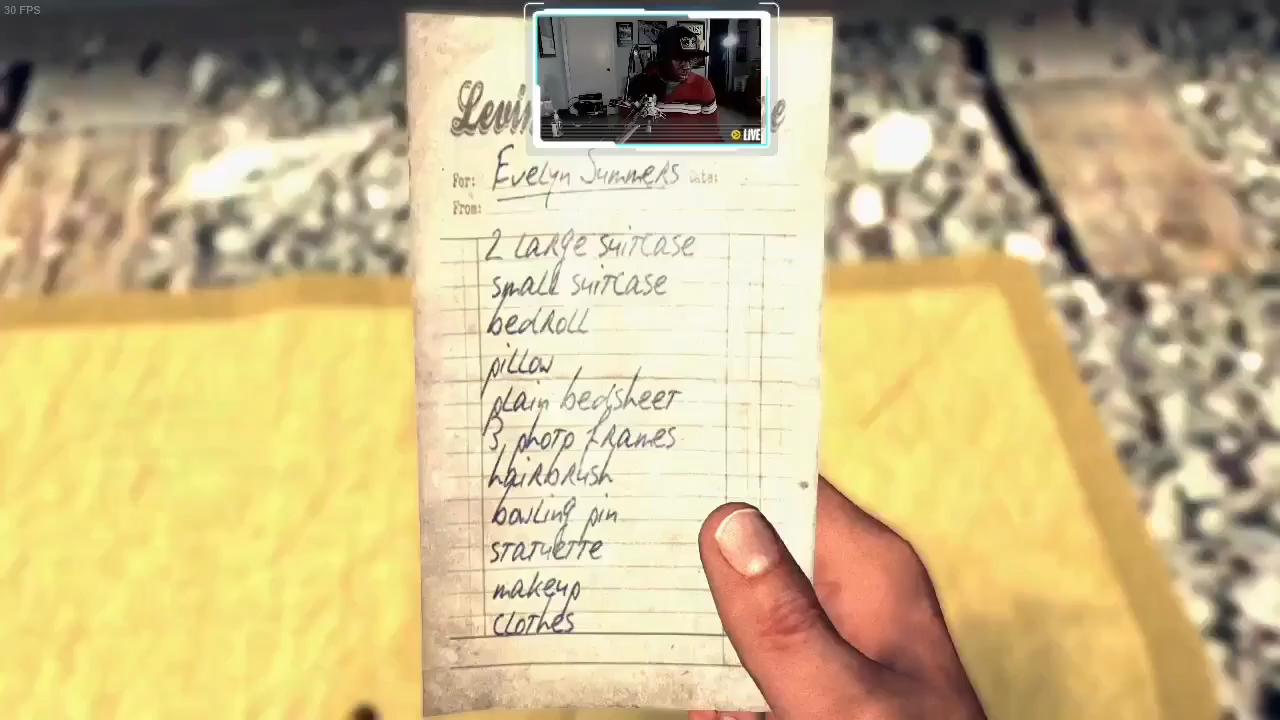 30 FPS
LIVE
For: Evelyn Summers Date:
From:
2 large suitcase
small suitcase
bedroll
pillow
plain bedsheet
3 photo frames
hairbrush
bowling pin
statuette
makeup
clothes